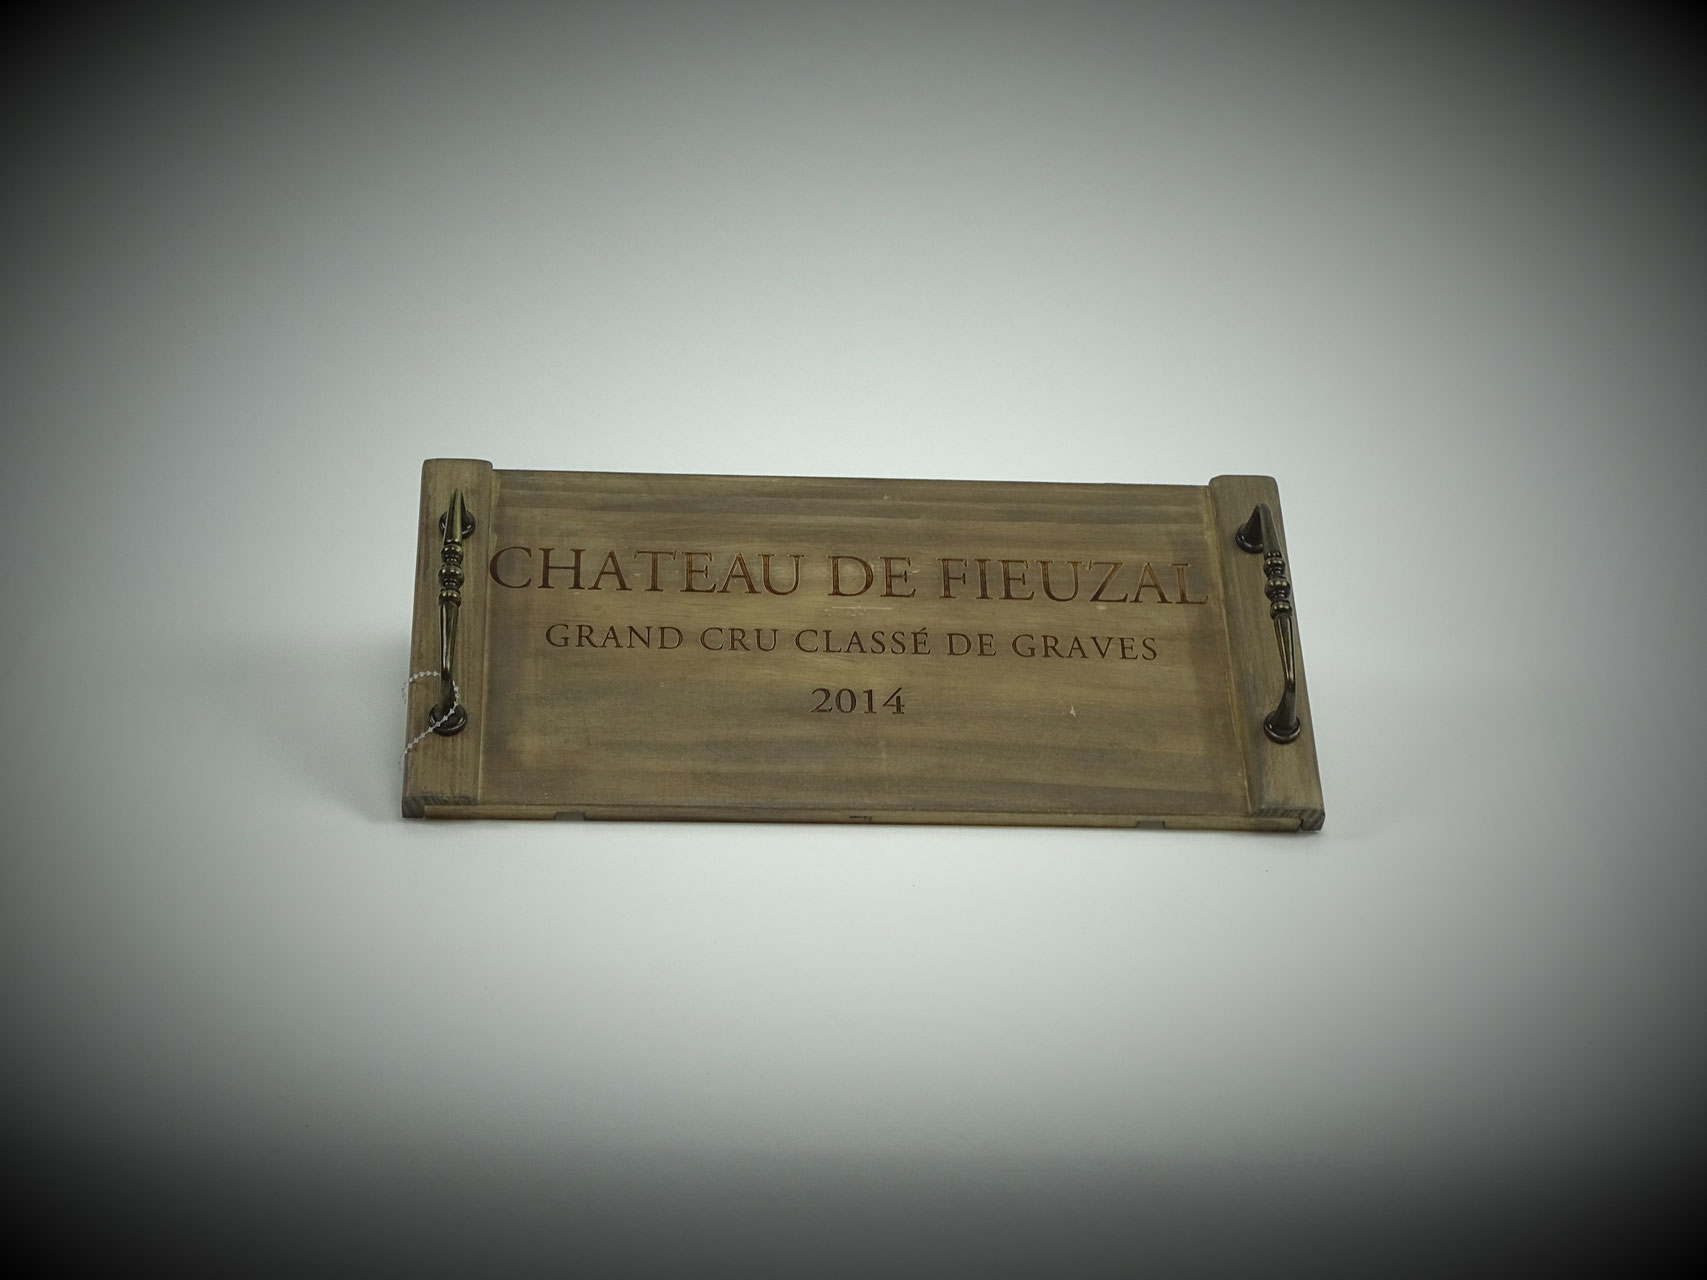 CHATEAU DE FIEUZAL
GRAND CRU CLASSÉ DE GRAVES
2014